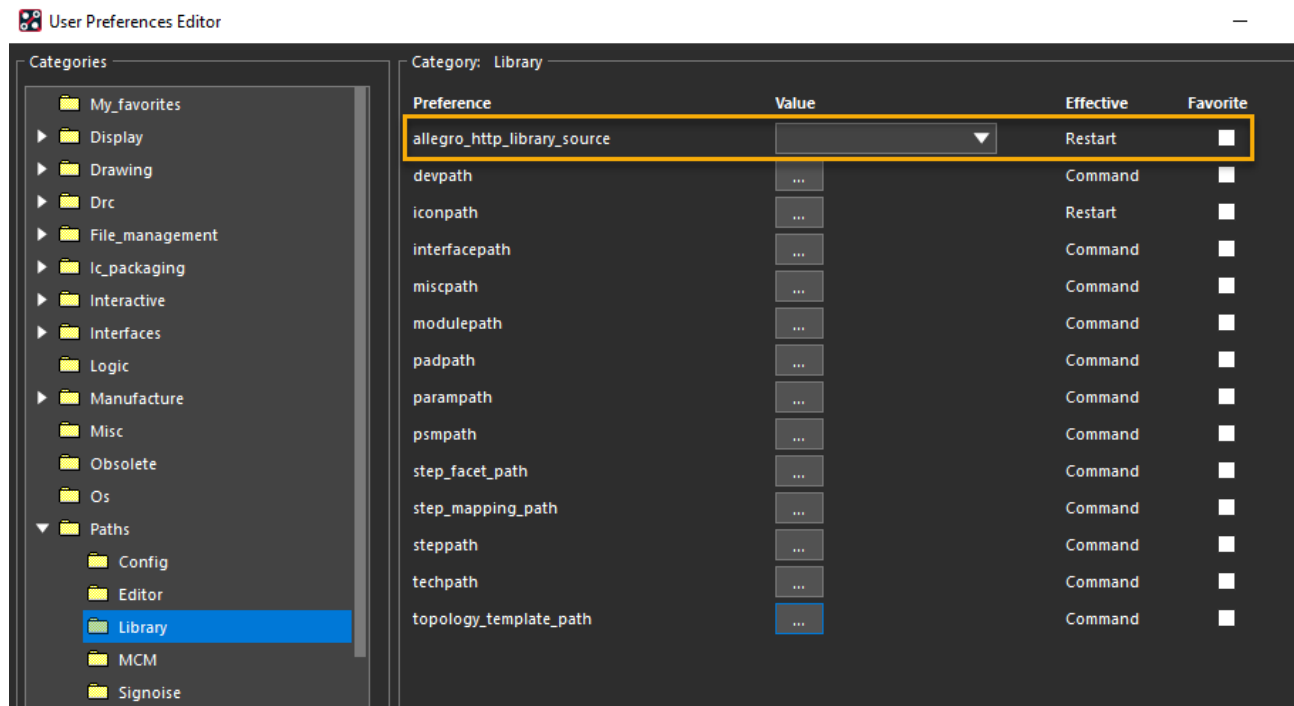 User Preferences Editor
Categories
My_favorites
Display
Drawing
Drc
File_management
Ic_packaging
Interactive
Interfaces
Logic
Manufacture
Misc
Obsolete
Os
Paths
Config
Editor
Library
MCM
Signoise
Category: Library
Preference Value Effective Favorite
allegro_http_library_source Restart
devpath ... Command
iconpath ... Restart
interfacepath ... Command
miscpath ... Command
modulepath ... Command
padpath ... Command
parampath ... Command
psmpath ... Command
step_facet_path ... Command
step_mapping_path ... Command
steppath ... Command
techpath ... Command
topology_template_path ... Command